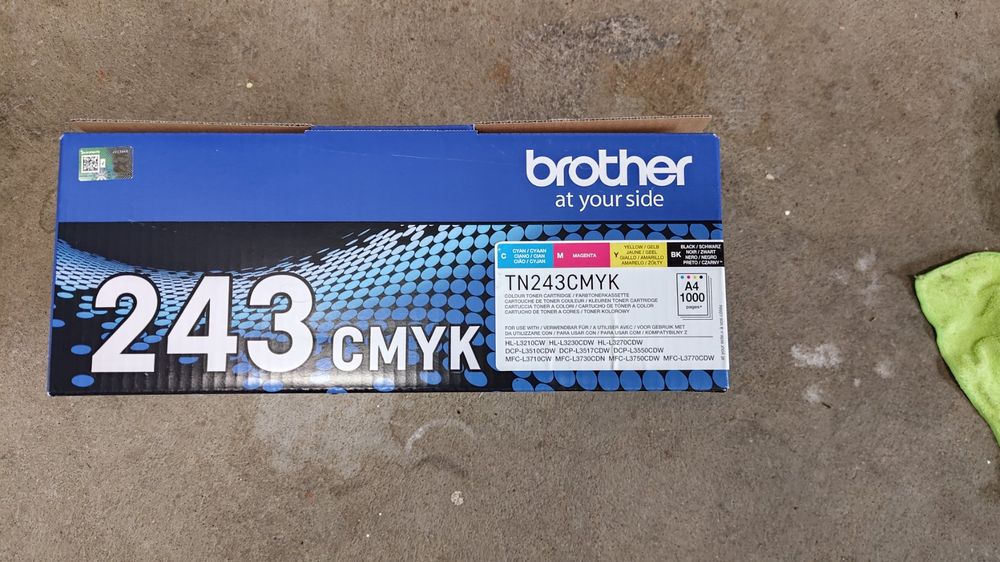 brother
at your side
243 CMYK
C CYAN / CYAAN
CIANO / CIAN
CIÃO / CYJAN
M MAGENTA
Y YELLOW / GELB
JAUNE / GEEL
GIALLO / AMARILLO
AMARELO / ŻÓŁTY
BK BLACK / SCHWARZ
NOIR / ZWART
NERO / NEGRO
PRETO / CZARNY
TN243CMYK
COLOUR TONER CARTRIDGE / FARBTONERKASSETTE
CARTOUCHE DE TONER COULEUR / KLEUREN TONER CARTRIDGE
CARTUCCIA TONER A COLORI / CARTUCHO DE TONER COLOR
CARTUCHO DE TONER A CORES / TONER KOLOROWY
A4
1000
pages*
FOR USE WITH / VERWENDBAR FÜR / A UTILISER AVEC / VOOR GEBRUIK MET
DA UTILIZZARE CON / PARA USAR CON / PARA USAR COM / KOMPATYBILNY Z
HL-L3210CW HL-L3230CDW HL-L3270CDW
DCP-L3510CDW DCP-L3517CDW DCP-L3550CDW
MFC-L3710CW MFC-L3730CDN MFC-L3750CDW MFC-L3770CDW